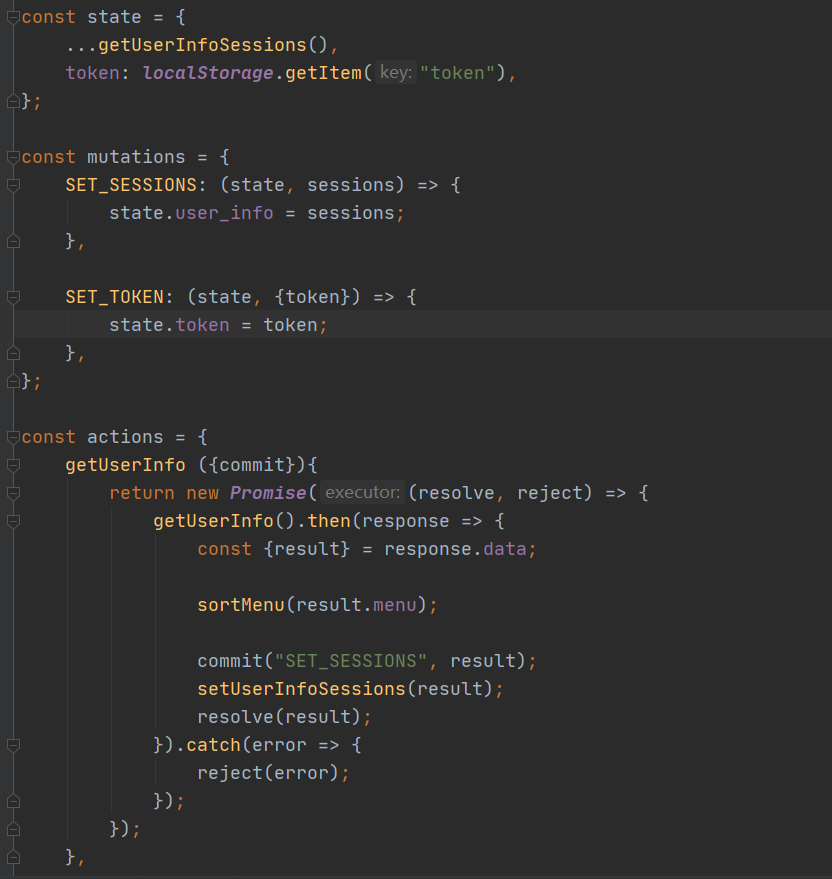 const state = {
    ...getUserInfoSessions(),
    token: localStorage.getItem( key: "token"),
};

const mutations = {
    SET_SESSIONS: (state, sessions) => {
        state.user_info = sessions;
    },

    SET_TOKEN: (state, {token}) => {
        state.token = token;
    },
};

const actions = {
    getUserInfo ({commit}){
        return new Promise( executor: (resolve, reject) => {
            getUserInfo().then(response => {
                const {result} = response.data;

                sortMenu(result.menu);

                commit("SET_SESSIONS", result);
                setUserInfoSessions(result);
                resolve(result);
            }).catch(error => {
                reject(error);
            });
        });
    },